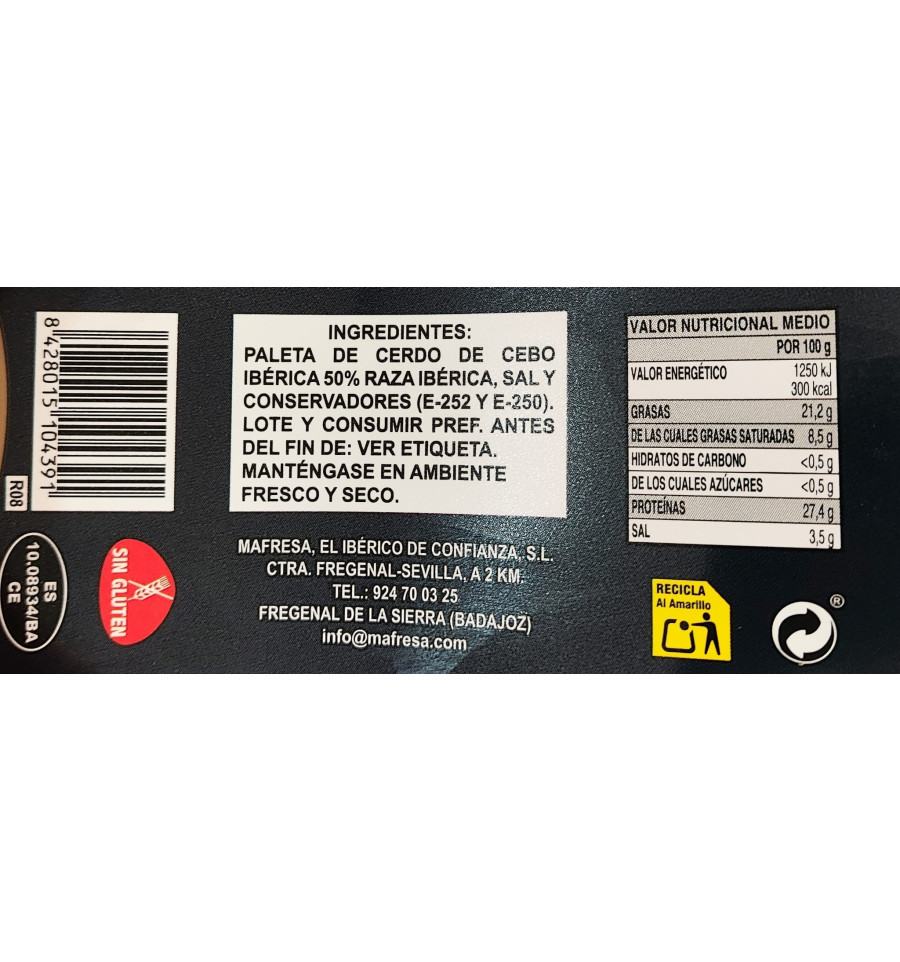 8 428015 104391
R08
ES
10.08934/BA
CE
SIN GLUTEN
INGREDIENTES:
PALETA DE CERDO DE CEBO
IBÉRICA 50% RAZA IBÉRICA, SAL Y
CONSERVADORES (E-252 Y E-250).
LOTE Y CONSUMIR PREF. ANTES
DEL FIN DE: VER ETIQUETA.
MANTÉNGASE EN AMBIENTE
FRESCO Y SECO.
MAFRESA, EL IBÉRICO DE CONFIANZA, S.L.
CTRA. FREGENAL-SEVILLA, A 2 KM.
TEL.: 924 70 03 25
FREGENAL DE LA SIERRA (BADAJOZ)
info@mafresa.com
VALOR NUTRICIONAL MEDIO
POR 100 g
VALOR ENERGÉTICO 1250 kJ
300 kcal
GRASAS 21,2 g
DE LAS CUALES GRASAS SATURADAS 8,5 g
HIDRATOS DE CARBONO <0,5 g
DE LOS CUALES AZÚCARES <0,5 g
PROTEÍNAS 27,4 g
SAL 3,5 g
RECICLA
Al Amarillo
®